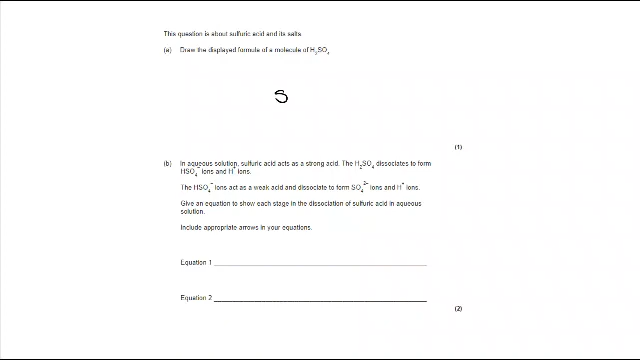 This question is about sulfuric acid and its salts
(a) Draw the displayed formula of a molecule of H₂SO₄
S
(1)
(b) In aqueous solution, sulfuric acid acts as a strong acid. The H₂SO₄ dissociates to form
HSO₄⁻ ions and H⁺ ions.
The HSO₄⁻ ions act as a weak acid and dissociate to form SO₄²⁻ ions and H⁺ ions.
Give an equation to show each stage in the dissociation of sulfuric acid in aqueous
solution.
Include appropriate arrows in your equations.
Equation 1
Equation 2
(2)